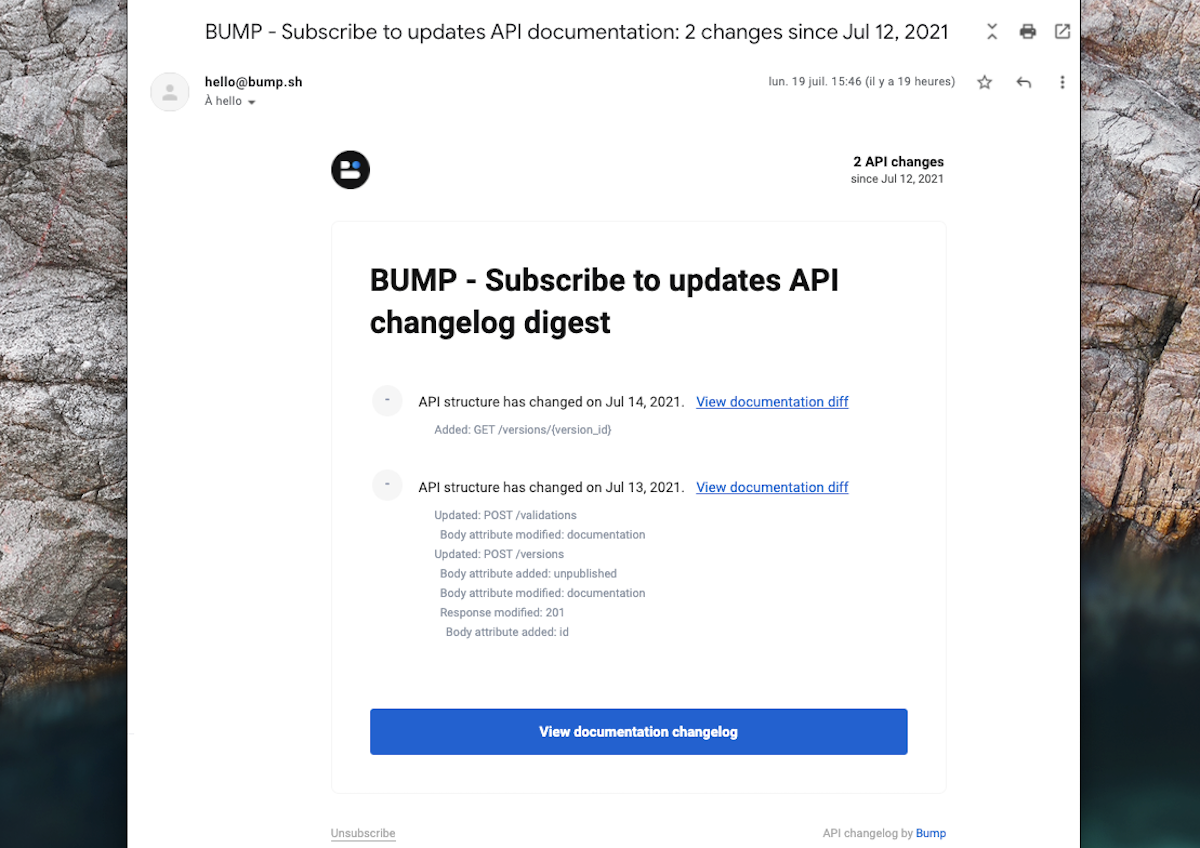 BUMP - Subscribe to updates API documentation: 2 changes since Jul 12, 2021
hello@bump.sh
lun. 19 juil. 15:46 (il y a 19 heures)
À hello
2 API changes
since Jul 12, 2021
BUMP - Subscribe to updates API
changelog digest
- API structure has changed on Jul 14, 2021. View documentation diff
Added: GET /versions/{version_id}
- API structure has changed on Jul 13, 2021. View documentation diff
Updated: POST /validations
Body attribute modified: documentation
Updated: POST /versions
Body attribute added: unpublished
Body attribute modified: documentation
Response modified: 201
Body attribute added: id
View documentation changelog
Unsubscribe
API changelog by Bump